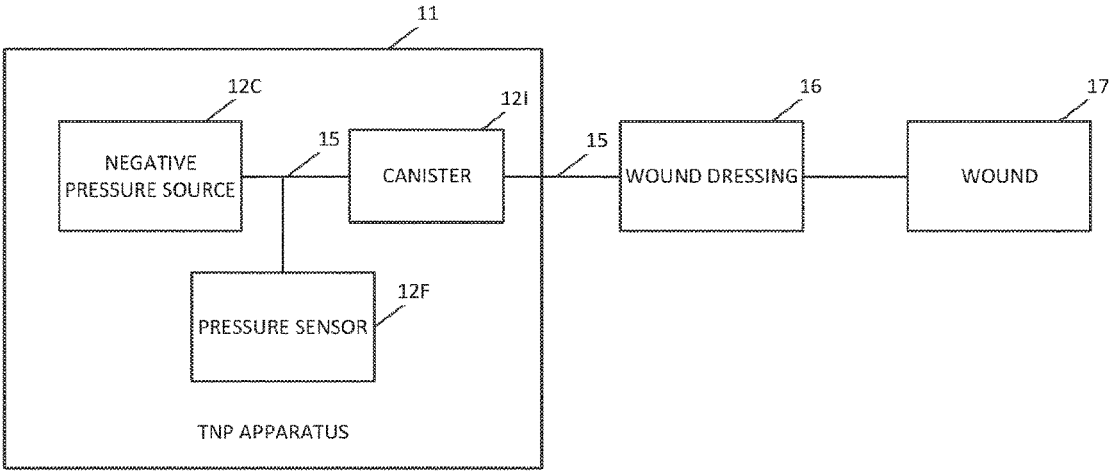 11
12C
NEGATIVE
PRESSURE SOURCE
15
12I
CANISTER
15
16
WOUND DRESSING
17
WOUND
12F
PRESSURE SENSOR
TNP APPARATUS